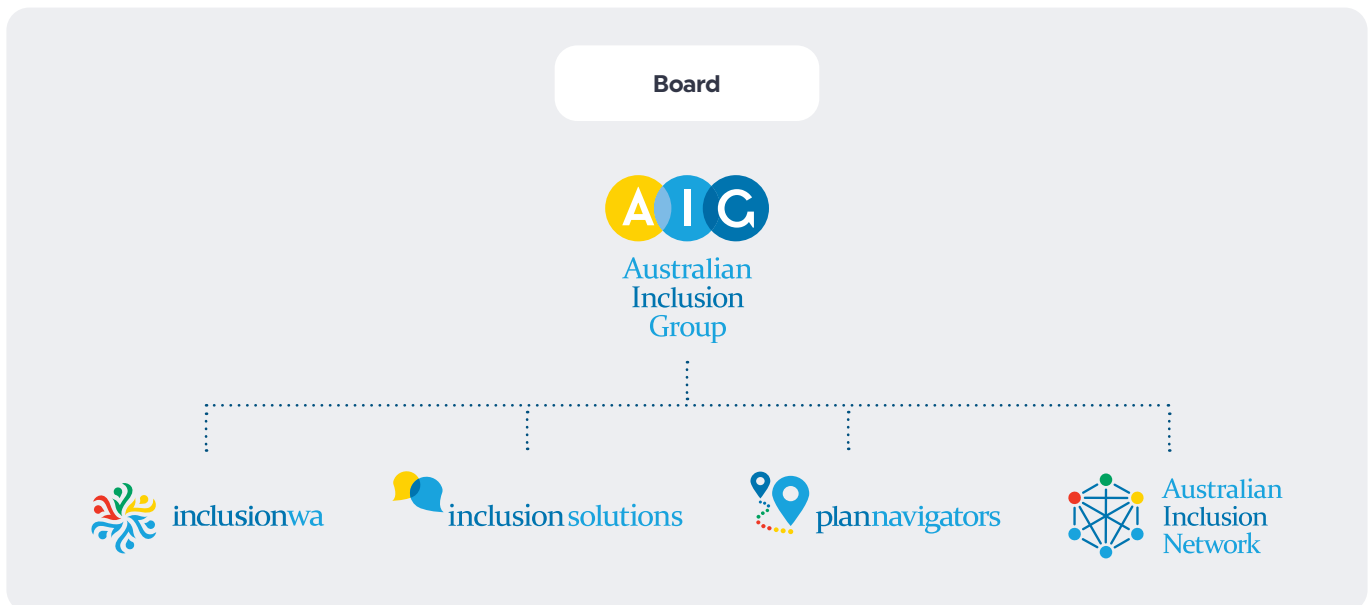 Board
AIG
Australian
Inclusion
Group
inclusionwa
inclusion solutions
plannavigators
Australian
Inclusion
Network